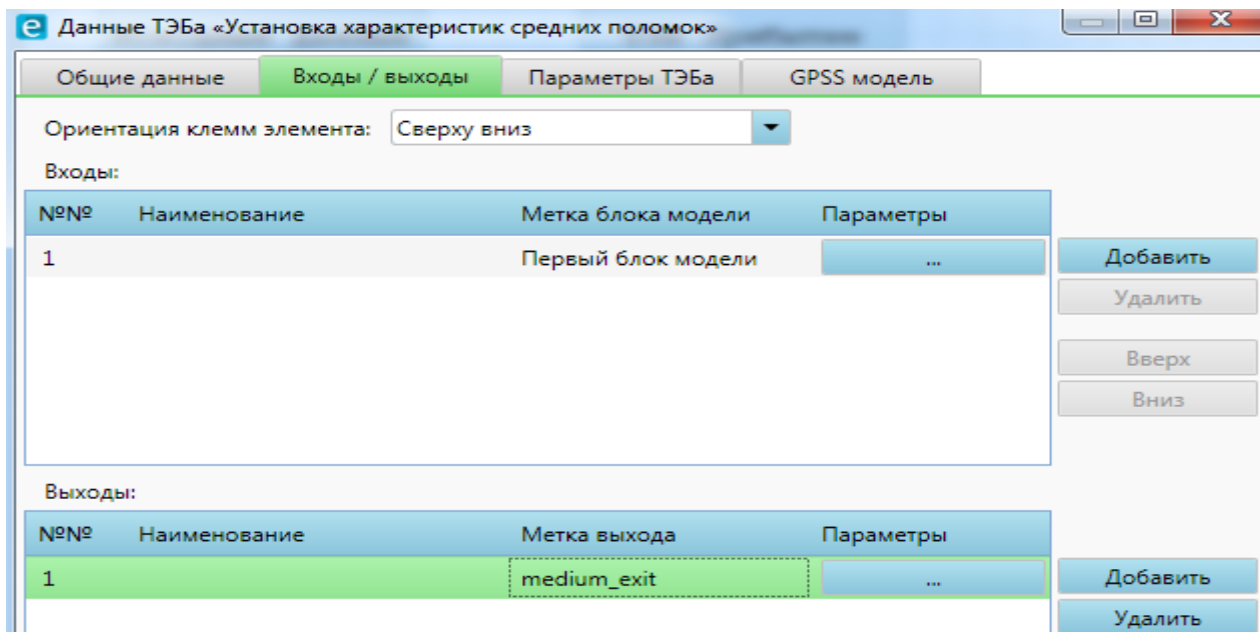 Данные ТЭБа «Установка характеристик средних поломок»
Общие данные Входы / выходы Параметры ТЭБа GPSS модель
Ориентация клемм элемента: Сверху вниз
Входы:
№№ Наименование Метка блока модели Параметры
1 Первый блок модели ... Добавить
Удалить
Вверх
Вниз
Выходы:
№№ Наименование Метка выхода Параметры
1 medium_exit ... Добавить
Удалить